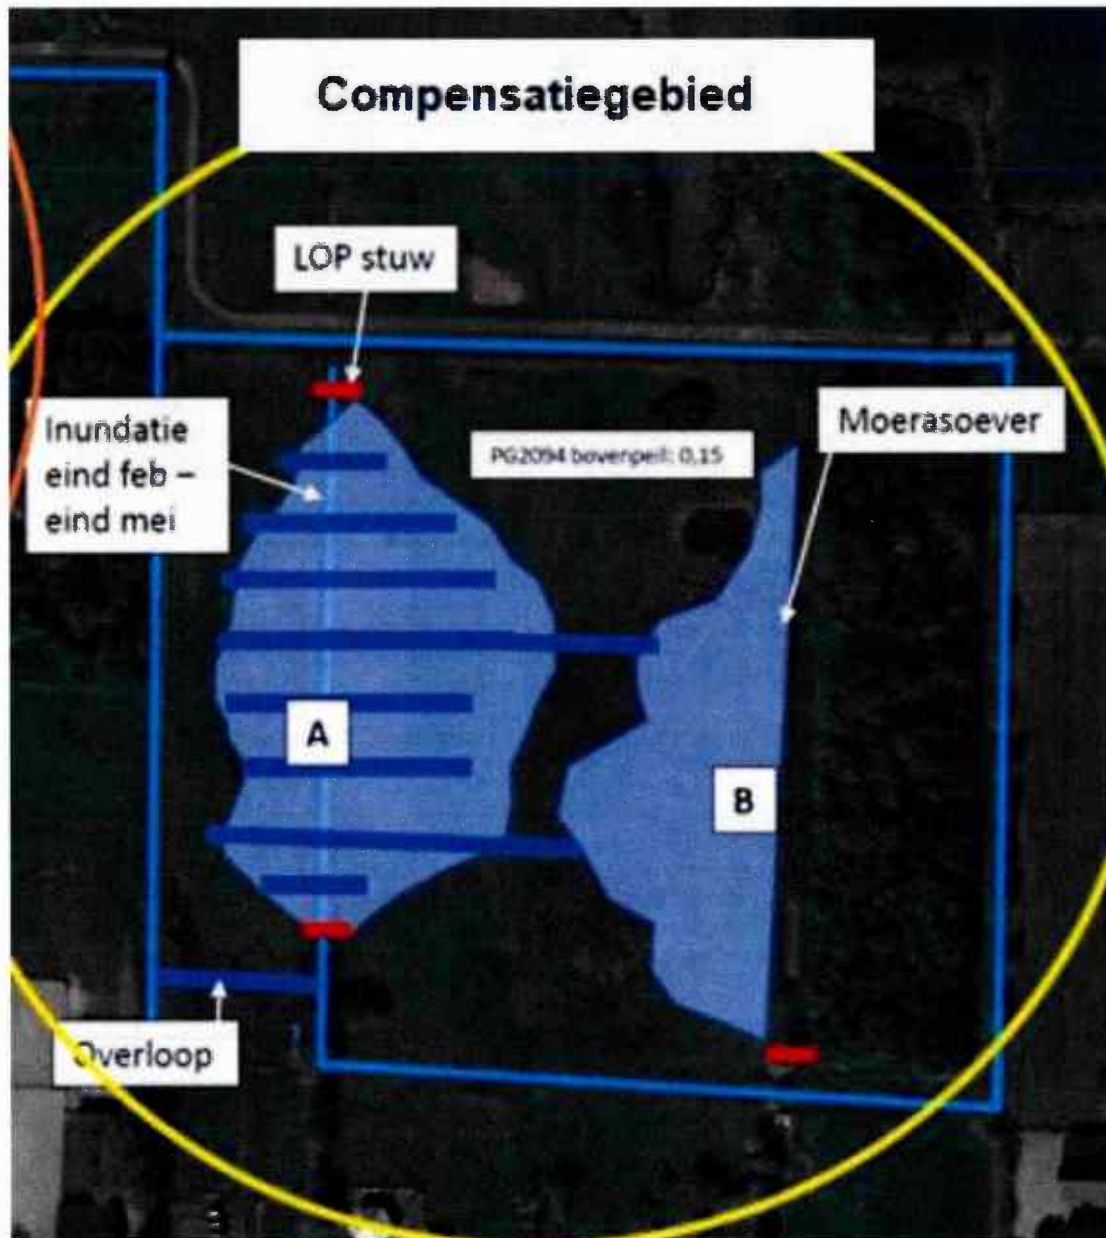 Compensatiegebied
LOP stuw
Inundatie
eind feb –
eind mei
PG2094 bovenpeil: 0,15
Moerasoever
A
B
Overloop